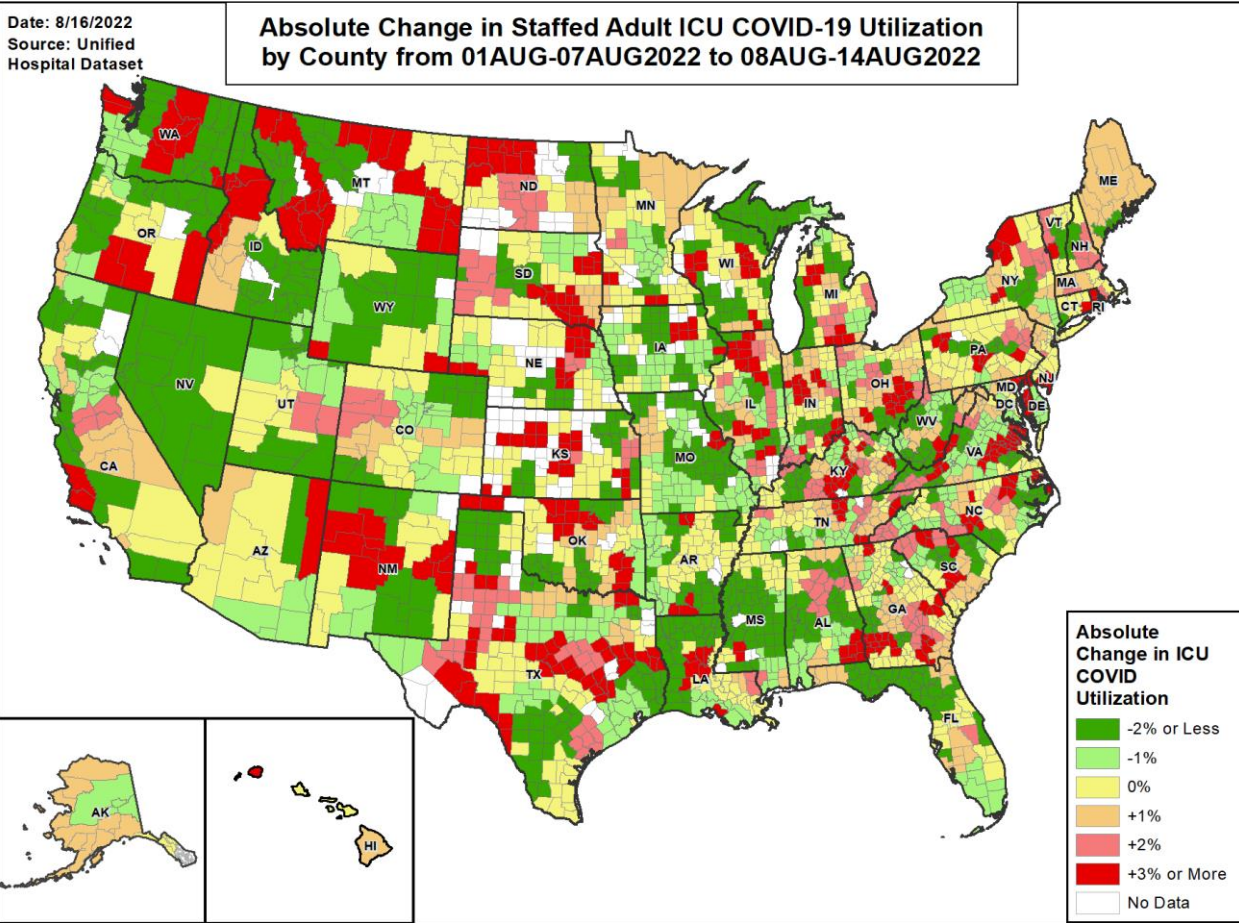 Date: 8/16/2022
Source: Unified
Hospital Dataset
Absolute Change in Staffed Adult ICU COVID-19 Utilization
by County from 01AUG-07AUG2022 to 08AUG-14AUG2022
WA
MT
ND
MN
ME
VT
NH
OR
ID
SD
WI
NY
MA
MI
CT
RI
WY
IA
PA
NE
NJ
NV
OH
MD
UT
IL
IN
DC
DE
CO
WV
CA
KS
MO
VA
KY
OK
TN
NC
AZ
NM
AR
SC
MS
AL
GA
TX
LA
FL
AK
HI
Absolute
Change in ICU
COVID
Utilization
-2% or Less
-1%
0%
+1%
+2%
+3% or More
No Data